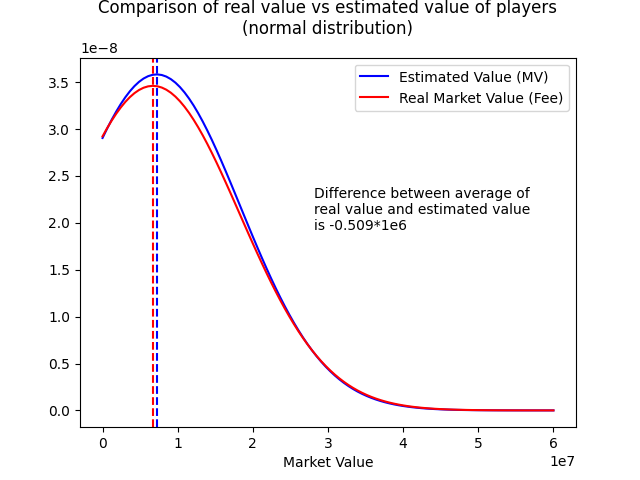 Comparison of real value vs estimated value of players
(normal distribution)
1e−8
Estimated Value (MV)
Real Market Value (Fee)
3.5
3.0
2.5
2.0
1.5
1.0
0.5
0.0
Difference between average of
real value and estimated value
is -0.509*1e6
0 1 2 3 4 5 6
1e7
Market Value